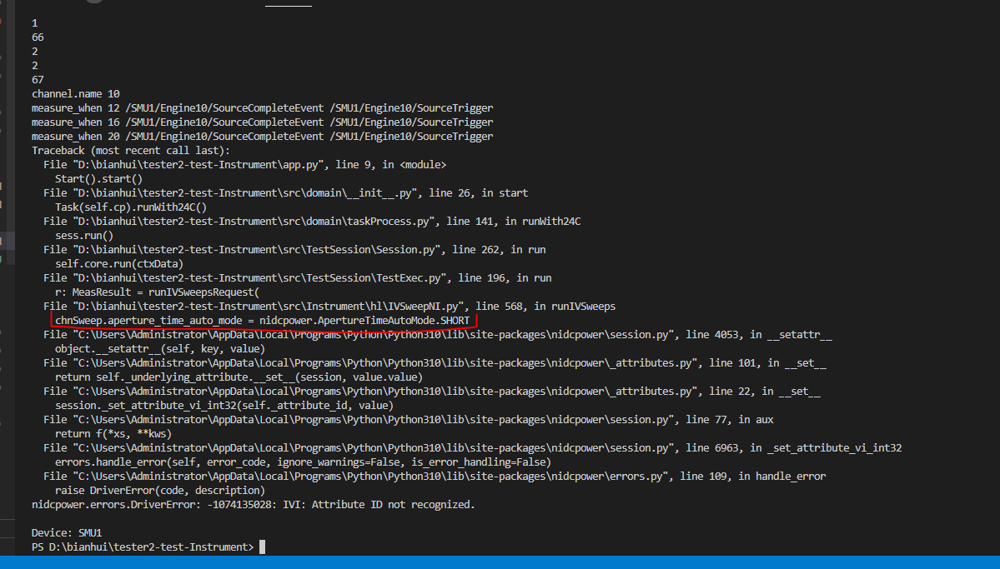 1
66
2
2
67
channel.name 10
measure_when 12 /SMU1/Engine10/SourceCompleteEvent /SMU1/Engine10/SourceTrigger
measure_when 16 /SMU1/Engine10/SourceCompleteEvent /SMU1/Engine10/SourceTrigger
measure_when 20 /SMU1/Engine10/SourceCompleteEvent /SMU1/Engine10/SourceTrigger
Traceback (most recent call last):
  File "D:\bianhui\tester2-test-Instrument\app.py", line 9, in <module>
    Start().start()
  File "D:\bianhui\tester2-test-Instrument\src\domain\__init__.py", line 26, in start
    Task(self.cp).runWith24C()
  File "D:\bianhui\tester2-test-Instrument\src\domain\taskProcess.py", line 141, in runWith24C
    sess.run()
  File "D:\bianhui\tester2-test-Instrument\src\TestSession\Session.py", line 262, in run
    self.core.run(ctxData)
  File "D:\bianhui\tester2-test-Instrument\src\TestSession\TestExec.py", line 196, in run
    r: MeasResult = runIVSweepsRequest(
  File "D:\bianhui\tester2-test-Instrument\src\Instrument\hl\IVSweepNI.py", line 568, in runIVSweeps
    chnSweep.aperture_time_auto_mode = nidcpower.ApertureTimeAutoMode.SHORT
  File "C:\Users\Administrator\AppData\Local\Programs\Python\Python310\lib\site-packages\nidcpower\session.py", line 4053, in __setattr__
    object.__setattr__(self, key, value)
  File "C:\Users\Administrator\AppData\Local\Programs\Python\Python310\lib\site-packages\nidcpower\_attributes.py", line 101, in __set__
    return self._underlying_attribute.__set__(session, value.value)
  File "C:\Users\Administrator\AppData\Local\Programs\Python\Python310\lib\site-packages\nidcpower\_attributes.py", line 22, in __set__
    session._set_attribute_vi_int32(self._attribute_id, value)
  File "C:\Users\Administrator\AppData\Local\Programs\Python\Python310\lib\site-packages\nidcpower\session.py", line 77, in aux
    return f(*xs, **kws)
  File "C:\Users\Administrator\AppData\Local\Programs\Python\Python310\lib\site-packages\nidcpower\session.py", line 6963, in _set_attribute_vi_int32
    errors.handle_error(self, error_code, ignore_warnings=False, is_error_handling=False)
  File "C:\Users\Administrator\AppData\Local\Programs\Python\Python310\lib\site-packages\nidcpower\errors.py", line 109, in handle_error
    raise DriverError(code, description)
nidcpower.errors.DriverError: -1074135028: IVI: Attribute ID not recognized.
Device: SMU1
PS D:\bianhui\tester2-test-Instrument>